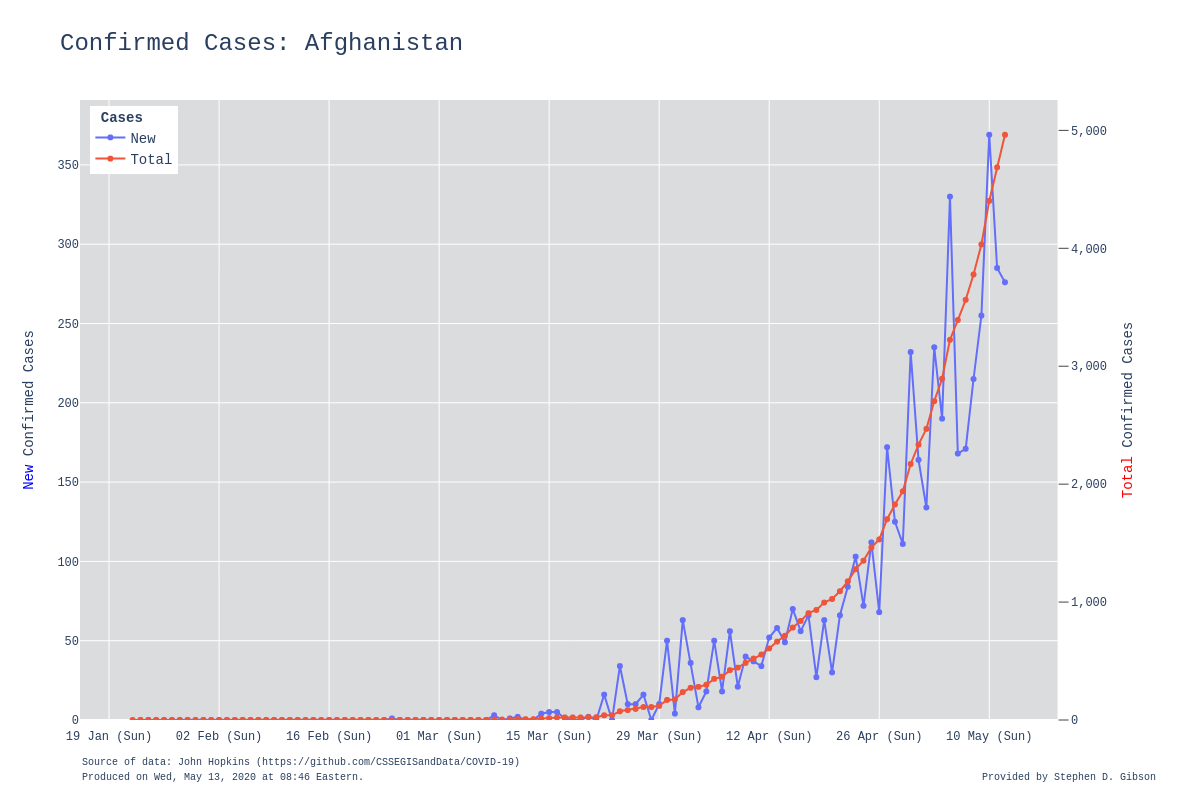 Confirmed Cases: Afghanistan
Cases
New
Total
350
300
250
200
150
100
50
0
5,000
4,000
3,000
2,000
1,000
0
New Confirmed Cases
Total Confirmed Cases
19 Jan (Sun) 02 Feb (Sun) 16 Feb (Sun) 01 Mar (Sun) 15 Mar (Sun) 29 Mar (Sun) 12 Apr (Sun) 26 Apr (Sun) 10 May (Sun)
Source of data: John Hopkins (https://github.com/CSSEGISandData/COVID-19)
Produced on Wed, May 13, 2020 at 08:46 Eastern.
Provided by Stephen D. Gibson